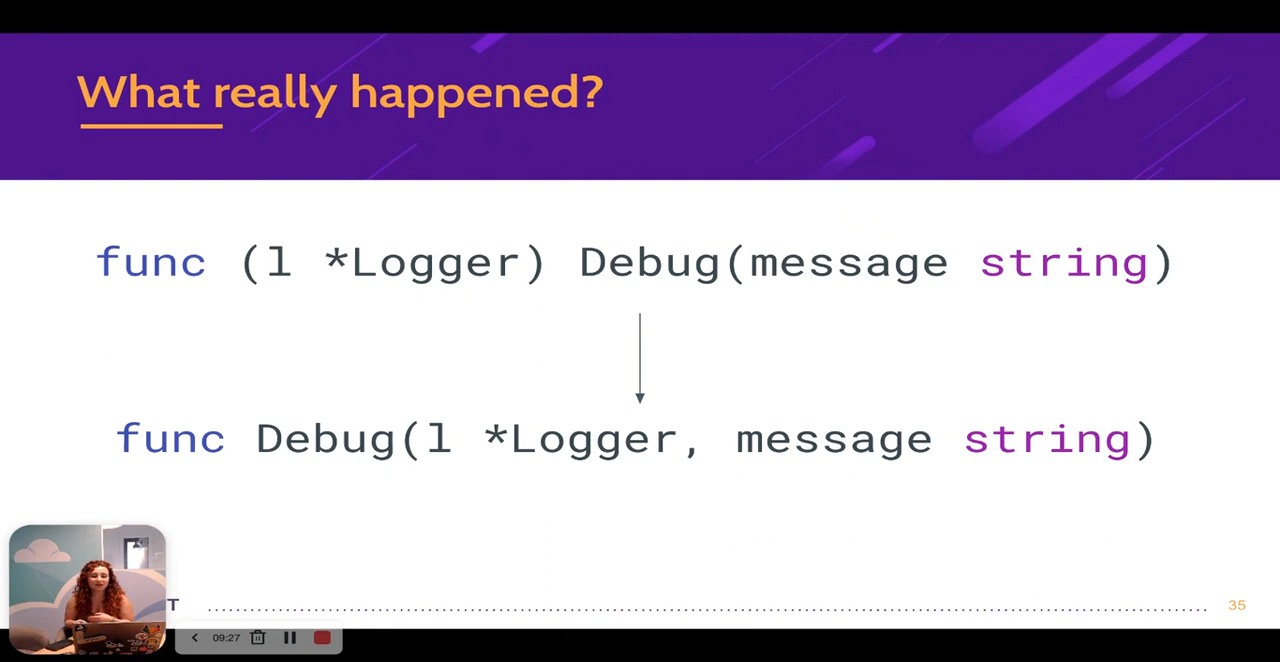 What really happened?
func (l *Logger) Debug(message string)
func Debug(l *Logger, message string)
T
35
09:27